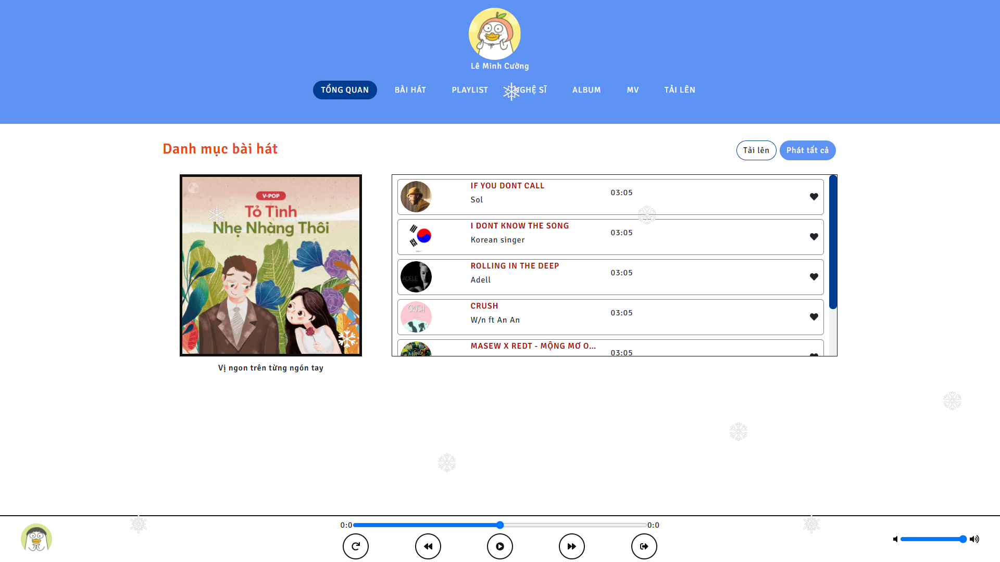 Lê Minh Cường
TỔNG QUAN
BÀI HÁT
PLAYLIST
NGHỆ SĨ
ALBUM
MV
TẢI LÊN
Danh mục bài hát
Tải lên
Phát tất cả
V-POP
Tỏ Tình
Nhẹ Nhàng Thôi
Vị ngon trên từng ngón tay
IF YOU DONT CALL
Sol
03:05
I DONT KNOW THE SONG
Korean singer
03:05
ADELE
ROLLING IN THE DEEP
Adell
03:05
CRUSH
CRUSH
W/n ft An An
03:05
MỘNG
MASEW X REDT - MỘNG MƠ O...
03:05
0:0
0:0